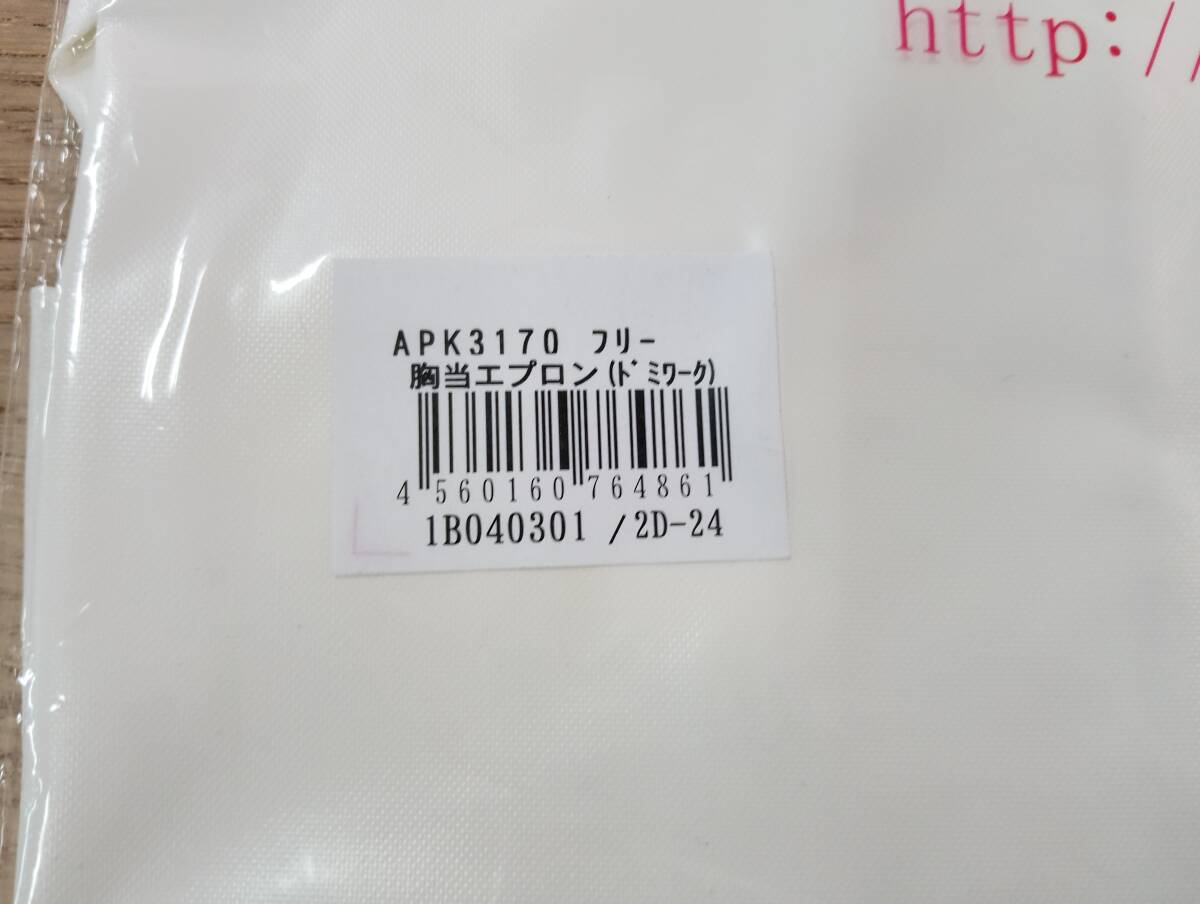 http://
APK3170 フリー
胸当エプロン(ﾄﾞﾐﾜｰｸ)
4 560160 764861
1B040301 /2D-24